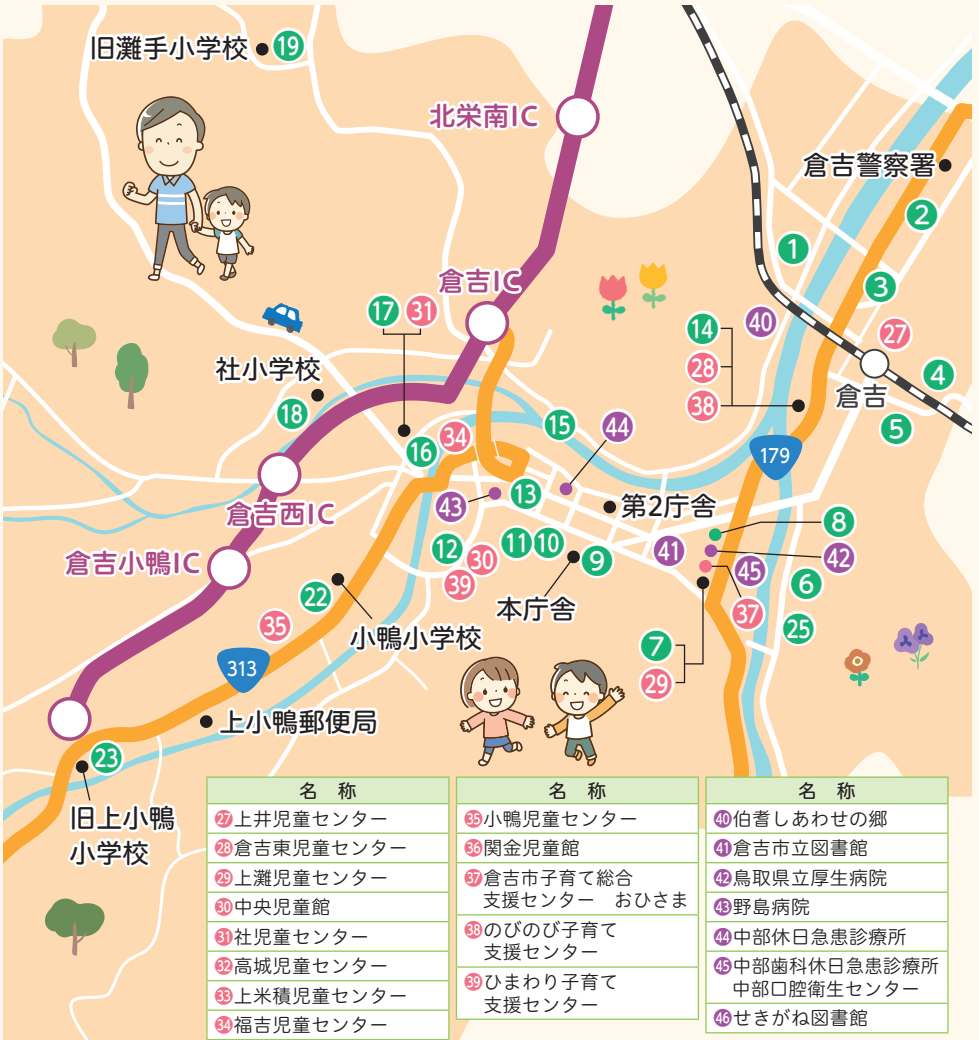 旧灘手小学校
19
北栄南IC
倉吉警察署
2
1
倉吉IC
3
17 31
14
40
27
28
4
社小学校
38
倉吉
18
15
44
5
16
34
179
倉吉西IC
43
13
第2庁舎
8
倉吉小鴨IC
12
11 10
9
41
42
30
45
39
本庁舎
6
22
37
35
小鴨小学校
7
25
313
29
上小鴨郵便局
23
旧上小鴨
小学校
名 称
27上井児童センター
28倉吉東児童センター
29上灘児童センター
30中央児童館
31社児童センター
32高城児童センター
33上米積児童センター
34福吉児童センター
名 称
35小鴨児童センター
36関金児童館
37倉吉市子育て総合
支援センター おひさま
38のびのび子育て
支援センター
39ひまわり子育て
支援センター
名 称
40伯耆しあわせの郷
41倉吉市立図書館
42鳥取県立厚生病院
43野島病院
44中部休日急患診療所
45中部歯科休日急患診療所
中部口腔衛生センター
46せきがね図書館